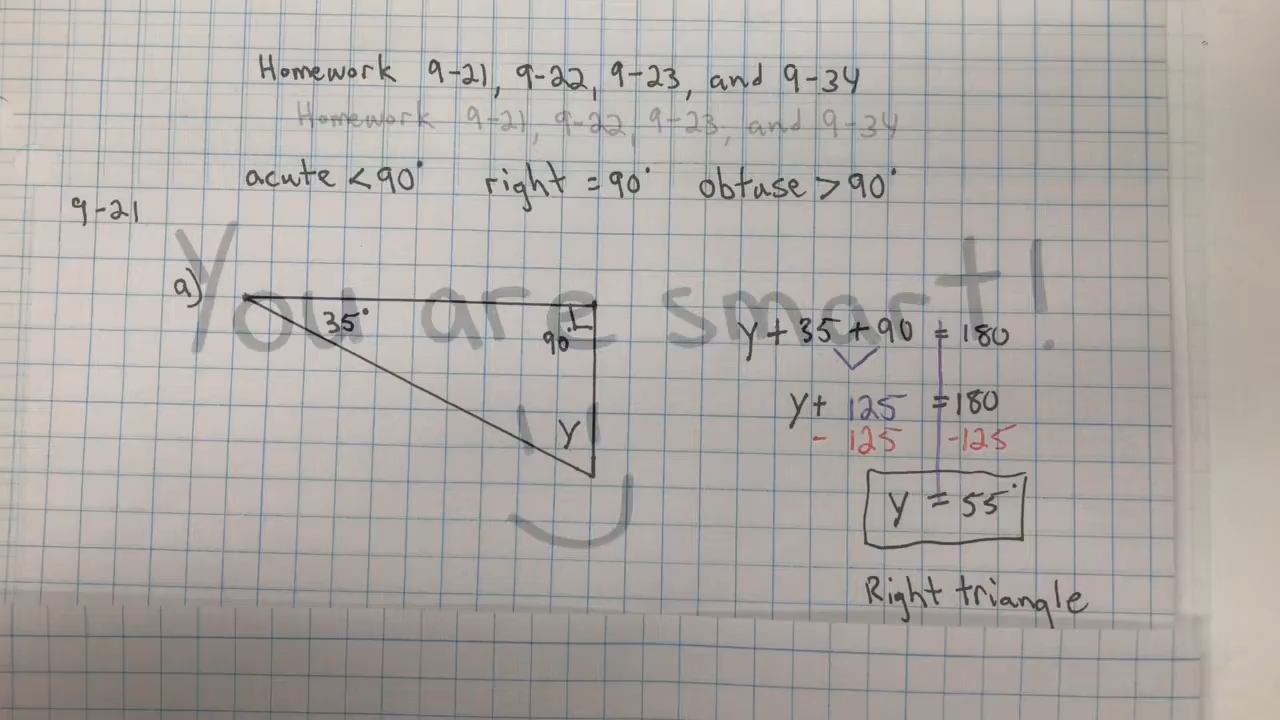 Homework 9-21, 9-22, 9-23, and 9-34
Homework 9-21, 9-22, 9-23, and 9-34
acute < 90° right = 90° obtuse > 90°
9-21
You are smart!
a)
35°
90°
y
y + 35 + 90 = 180
y + 125 = 180
- 125 -125
y = 55°
Right triangle